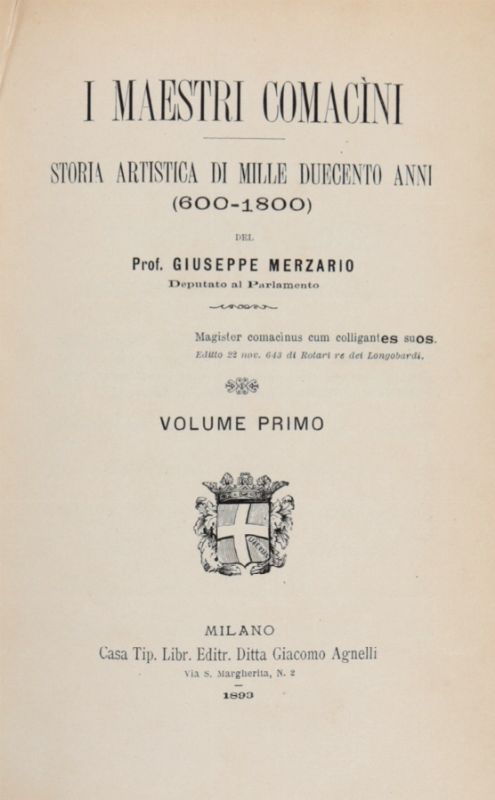 I MAESTRI COMACÌNI
STORIA ARTISTICA DI MILLE DUECENTO ANNI
(600-1800)
DEL
Prof. GIUSEPPE MERZARIO
Deputato al Parlamento
Magister comacinus cum colligantes suos.
Editto 22 nov. 643 di Rotari re dei Longobardi.
VOLUME PRIMO
MILANO
Casa Tip. Libr. Editr. Ditta Giacomo Agnelli
Via S. Margherita, N. 2
1893